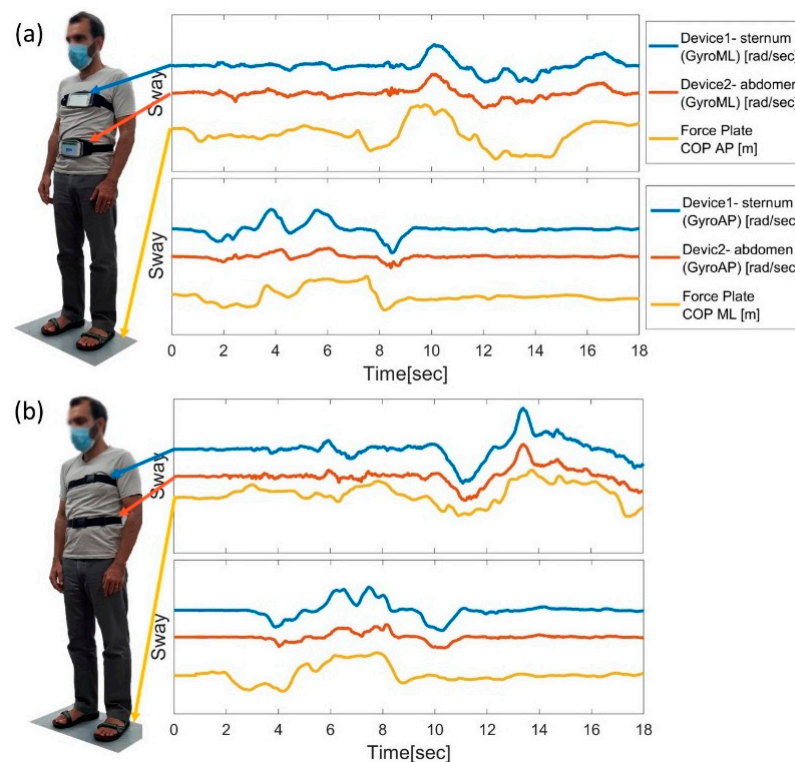 (a)
Sway
Device1- sternum
(GyroML) [rad/sec]
Device2- abdomen
(GyroML) [rad/sec]
Force Plate
COP AP [m]
Sway
Device1- sternum
(GyroAP) [rad/sec]
Devic2- abdomen
(GyroAP) [rad/sec]
Force Plate
COP ML [m]
0 2 4 6 8 10 12 14 16 18
Time[sec]
(b)
Sway
Sway
0 2 4 6 8 10 12 14 16 18
Time[sec]